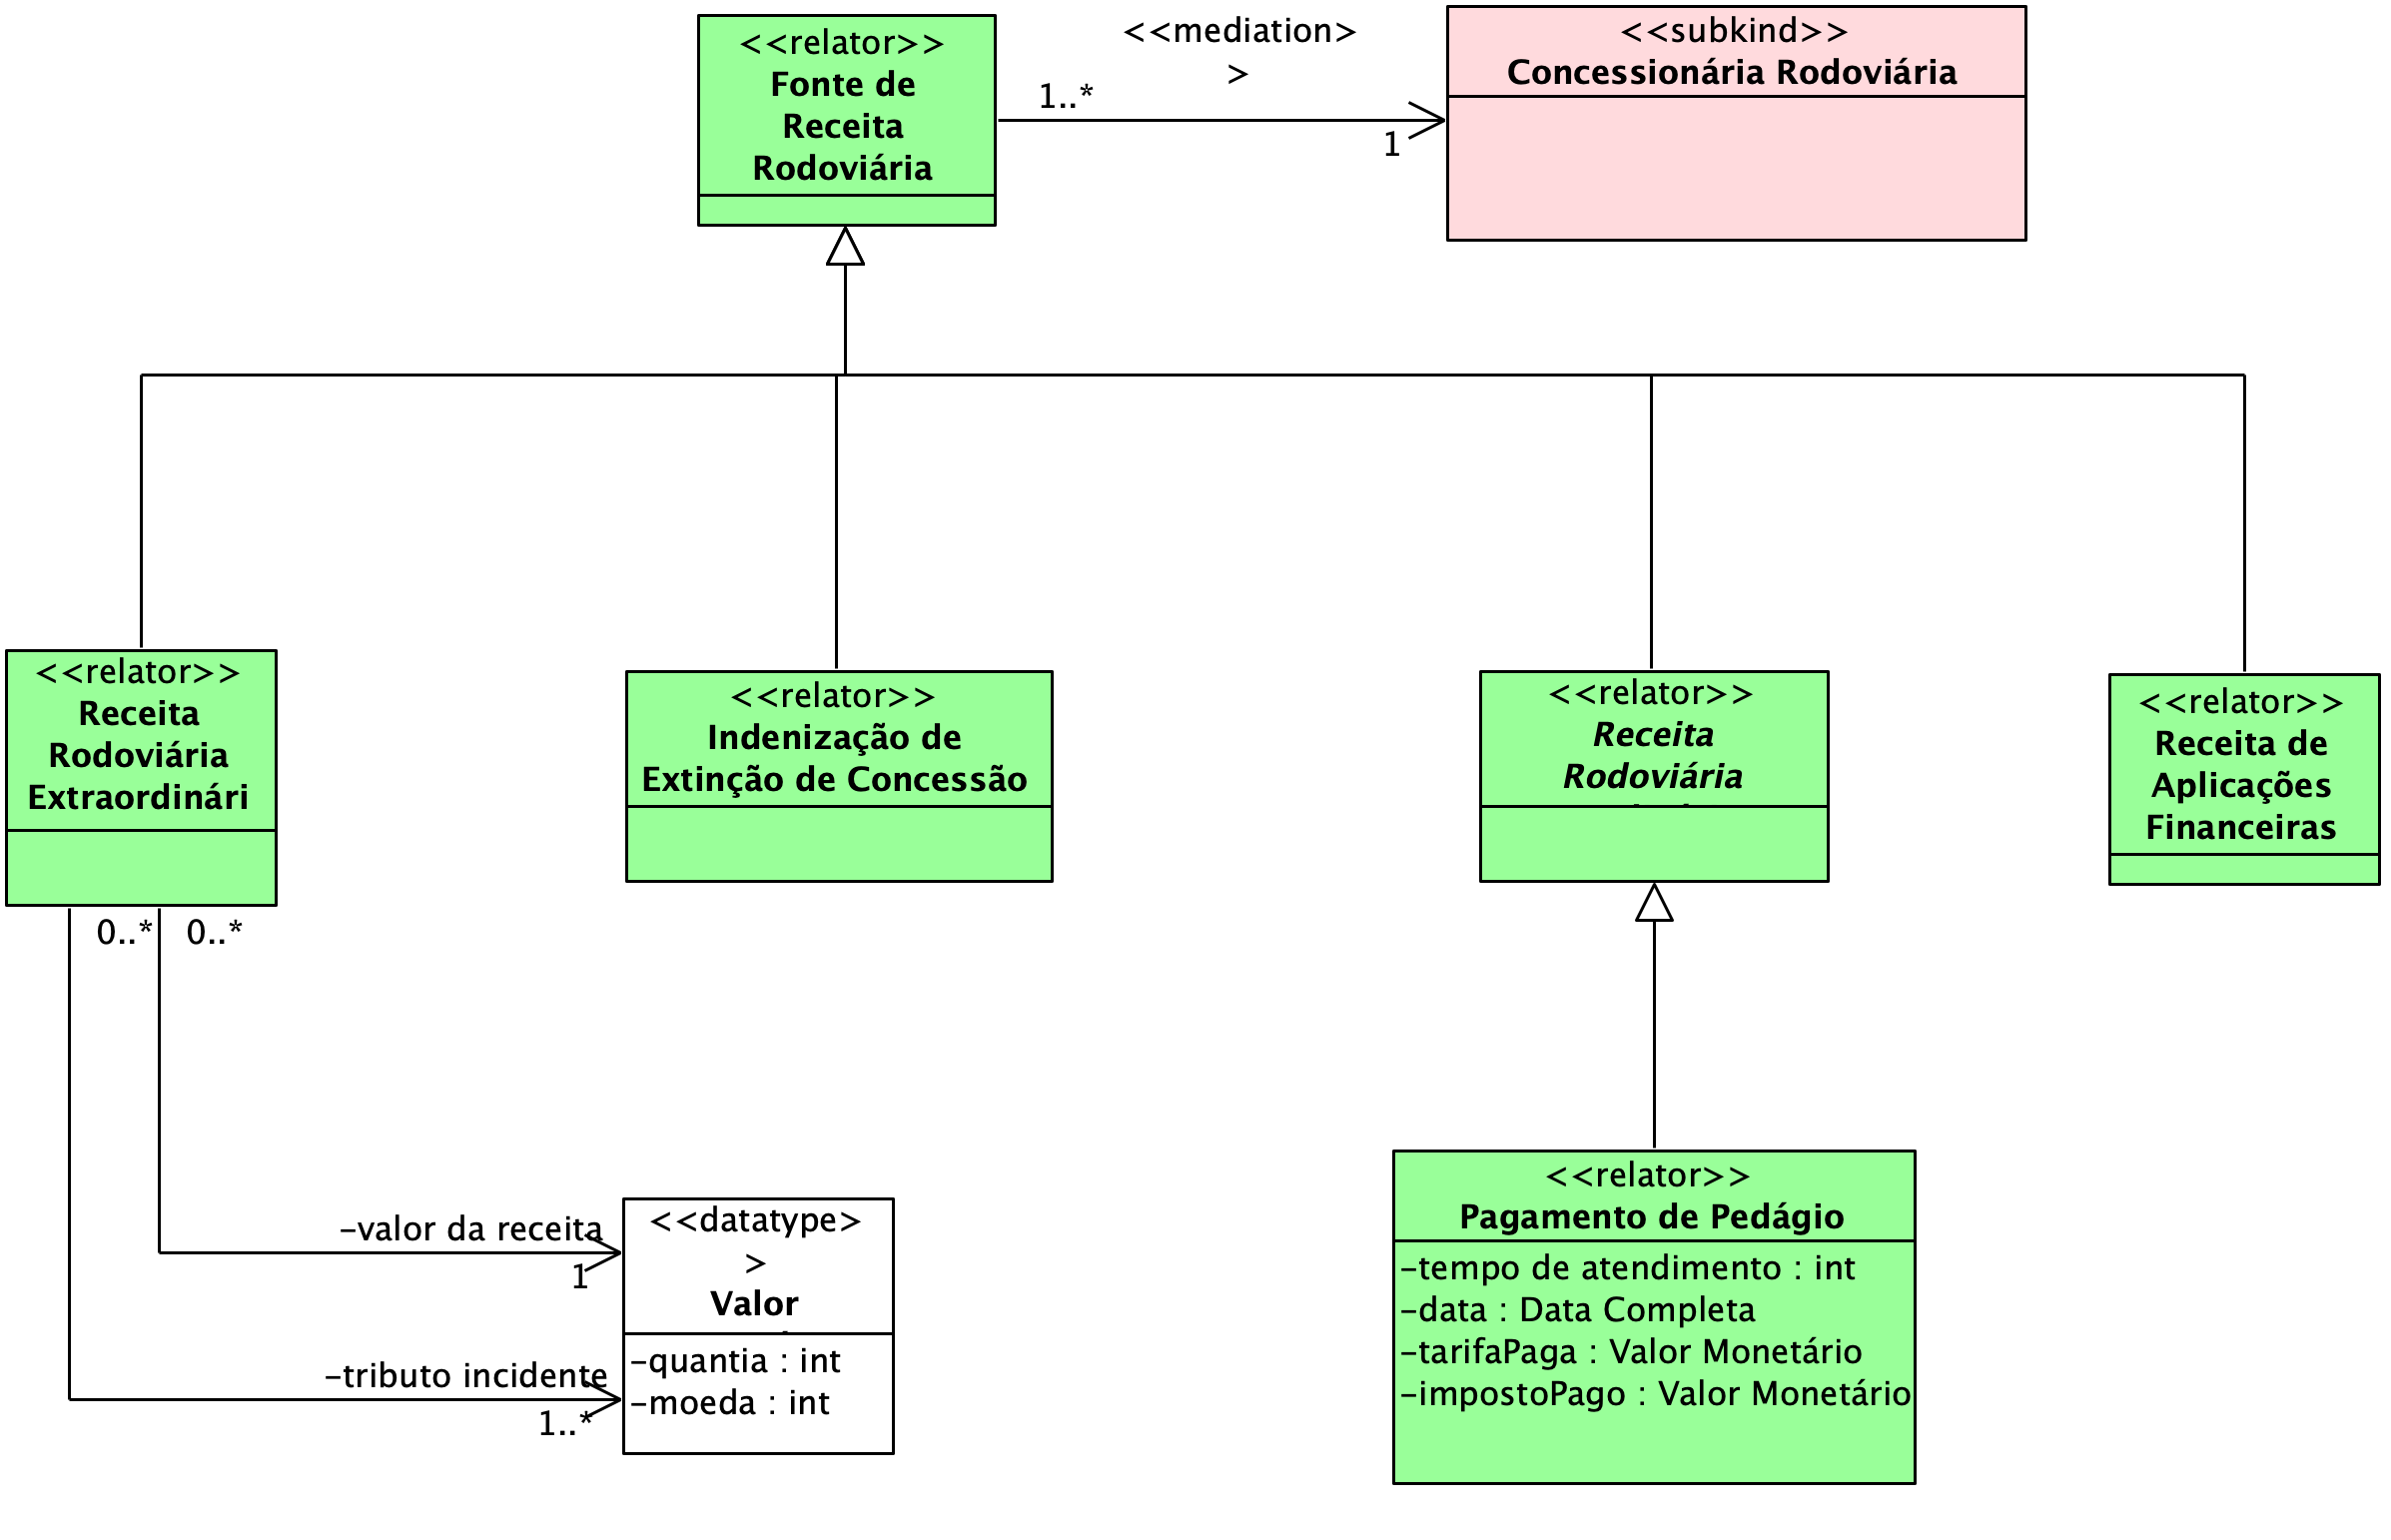 <<relator>>
Fonte de
Receita
Rodoviária
<<mediation>
>
1..*
1
<<subkind>>
Concessionária Rodoviária
<<relator>>
Receita
Rodoviária
Extraordinári
<<relator>>
Indenização de
Extinção de Concessão
<<relator>>
Receita
Rodoviária
<<relator>>
Receita de
Aplicações
Financeiras
0..*
0..*
-valor da receita
1
-tributo incidente
1..*
<<datatype>
>
Valor
-quantia : int
-moeda : int
<<relator>>
Pagamento de Pedágio
-tempo de atendimento : int
-data : Data Completa
-tarifaPaga : Valor Monetário
-impostoPago : Valor Monetário